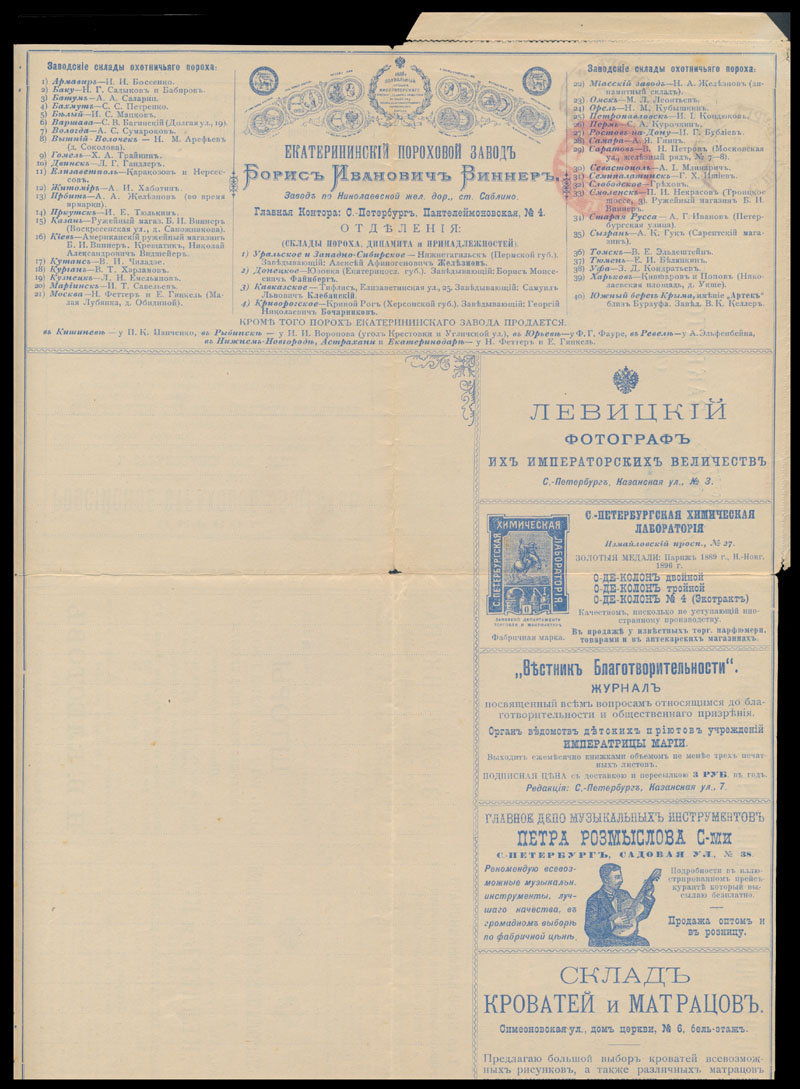 Заводскіе склады охотничьяго пороха:
1) Армавиръ—И. И. Боссенко.
2) Баку—Н. Г. Садыковъ и Бабировъ.
3) Батумъ—А. А. Скларин.
4) Бахмутъ—С. С. Петренко.
5) Бѣлый—И. С. Мацковъ.
6) Варшава—С. В. Вагинскій (Долгая ул., 19).
7) Вологда—А. С. Сумароковъ.
8) Вышній-Волочекъ—Н. М. Арефьевъ
(д. Соколова).
9) Гомель—Х. А. Трайнинъ.
10) Двинскъ—Л. Г. Гандлеръ.
11) Елизаветполь—Каракозовъ и Нерсес-
совъ.
12) Житоміръ—А. И. Хабатинъ.
13) Ирбитъ—А. А. Желѣзновъ (во время
ярмарки).
14) Иркутскъ—И. Е. Тюлькинъ.
15) Казань—Ружейный магаз. В. И. Виннеръ
(Воскресенская ул., д. Сапожникова).
16) Кіевъ—Американскій ружейный магазинъ
Б. И. Виннеръ. Крещатикъ, Николай
Александровичъ Видмейеръ.
17) Кутаисъ—В. И. Чиладзе.
18) Курганъ—В. Т. Харламовъ.
19) Кузнецкъ—Л. И. Емельяновъ.
20) Маріинскъ—И. Т. Савельевъ.
21) Москва—Н. Феттеръ и Е. Гинкель (Ма-
лая Лубянка, д. Обидиной).
ЕКАТЕРИНИНСКІЙ ПОРОХОВОЙ ЗАВОДЪ
Борисъ Ивановичъ Виннеръ,
Заводъ по Николаевской жел. дор., ст. Саблино.
Главная Контора: С.-Петербургъ, Пантелеймоновская, № 4.
ОТДѢЛЕНІЯ:
(СКЛАДЫ ПОРОХА, ДИНАМИТА и ПРИНАДЛЕЖНОСТЕЙ)
1) Уральское и Западно-Сибирское—Нижнетагильскъ (Пермской губ.).
Завѣдывающій: Алексѣй Афиногеновичъ Желѣзновъ.
2) Донецкое—Юзовка (Екатеринос. губ.). Завѣдывающій: Борисъ Моисе-
евичъ Файнбергъ.
3) Кавказское—Тифлисъ, Елизаветинская ул., 25. Завѣдывающій: Самуилъ
Львовичъ Клебанскій.
4) Криворогское—Кривой Рогъ (Херсонской губ.). Завѣдывающій: Георгій
Николаевичъ Бочарниковъ.
Заводскіе склады охотничьяго пороха:
22) Міасскій заводъ—Н. А. Желѣзновъ (ди-
намитный складъ).
23) Омскъ—М. Л. Леонтьевъ.
24) Орелъ—Н. М. Кубышкинъ.
25) Петропавловскъ—И. І. Кондюковъ.
26) Пермь—С. А. Курочкинъ.
27) Ростовъ-на-Дону—Н. Г. Бубліевъ.
28) Самара—А. Я. Гиншъ.
29) Саратовъ—В. Н. Петровъ (Московская
ул., желѣзный рядъ, № 7—8).
30) Севастополь—А. І. Мзинаричъ.
31) Семипалатинскъ—Г. Х. Пшевъ.
32) Слободское—Грѣховъ.
33) Смоленскъ—П. И. Некрасовъ (Троицкое
шоссе, 3. Ружейный магазинъ Б. И.
Виннеръ.
34) Старая Русса—А. Г. Ивановъ (Петер-
бургская улица).
35) Сызрань—А. К. Гукъ (Сарептскій мага-
зинъ).
36) Томскъ—В. Е. Эльдештейнъ.
37) Тюмень—Е. И. Бѣлицкинъ.
38) Уфа—З. Д. Кондратьевъ.
39) Харьковъ—Кашпаровъ и Поповъ (Нико-
лаевская площадь, д. Укше).
40) Южный берегъ Крыма, имѣніе „Артекъ“
близъ Бурзуфа. Завѣд. В. К. Келлеръ.
КРОМѢ ТОГО ПОРОХЪ ЕКАТЕРИНИНСКАГО ЗАВОДА ПРОДАЕТСЯ.
въ Кишиневѣ—у П. К. Панченко, въ Рыбинскѣ—у П. И. Воронова (уголъ Крестовки и Угличской ул.), въ Юрьевѣ—у Ф. Г. Фауре, въ Ревелѣ—у А. Эльфенбейна,
въ Нижнемъ-Новгородѣ, Астрахани и Екатеринодарѣ—у Н. Феттеръ и Е. Гинкель.
ЛЕВИЦКІЙ
ФОТОГРАФЪ
ИХЪ ИМПЕРАТОРСКИХЪ ВЕЛИЧЕСТВЪ
С.-Петербургъ, Казанская ул., № 3.
С.-ПЕТЕРБУРГСКАЯ
ХИМИЧЕСКАЯ
ЛАБОРАТОРІЯ.
ЗАЯВЛЕНО ДЕПАРТАМЕНТУ
ТОРГОВЛИ И МАНУФАКТУРЪ
Фабричная марка.
С.-ПЕТЕРБУРГСКАЯ ХИМИЧЕСКАЯ
ЛАБОРАТОРІЯ
Измайловскій просп., № 27.
ЗОЛОТЫЯ МЕДАЛИ: Парижъ 1889 г., Н.-Новг.
1896 г.
О-ДЕ-КОЛОНЪ двойной
О-ДЕ-КОЛОНЪ тройной
О-ДЕ-КОЛОНЪ № 4 (Экстрактъ)
Качествомъ, нисколько не уступающій ино-
странному производству.
Въ продажѣ у извѣстныхъ торг. парфюмерн.
товарами и въ аптекарскихъ магазинахъ.
„Вѣстникъ Благотворительности“.
ЖУРНАЛЪ
посвященный всѣмъ вопросамъ относящимся до бла-
готворительности и общественнаго призрѣнія.
Органъ вѣдомствъ дѣтскихъ пріютовъ учрежденій
ИМПЕРАТРИЦЫ МАРІИ.
Выходитъ ежемѣсячно книжками объемомъ не менѣе трехъ печат-
ныхъ листовъ.
ПОДПИСНАЯ ЦѢНА съ доставкою и пересылкою 3 РУБ. въ годъ.
Редакція: С.-Петербургъ, Казанская ул., 7.
ГЛАВНОЕ ДЕПО МУЗЫКАЛЬНЫХЪ ИНСТРУМЕНТОВЪ
ПЕТРА РОЗМЫСЛОВА С-ми
С.-ПЕТЕРБУРГЪ, САДОВАЯ УЛ., № 38.
Рекомендую всевоз-
можные музыкальн.
инструменты, луч-
шаго качества, въ
громадномъ выборѣ
по фабричной цѣнѣ.
Подробности въ иллю-
стрированномъ прейсъ-
курантѣ который вы-
сылаю безплатно.
Продажа оптомъ и
въ розницу.
СКЛАДЪ
КРОВАТЕЙ и МАТРАЦОВЪ.
Симеоновская ул., домъ церкви, № 6, бель-этажъ.
Предлагаю большой выборъ кроватей всевозмож-
ныхъ рисунковъ, а также различныхъ матрацовъ